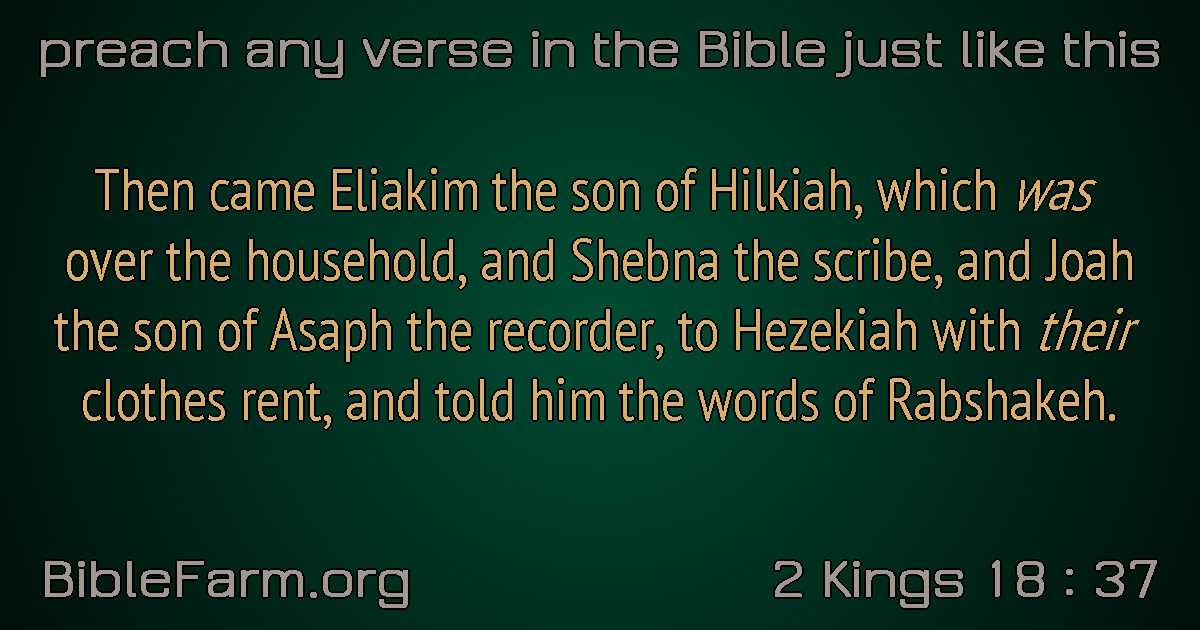 preach any verse in the Bible just like this
Then came Eliakim the son of Hilkiah, which was
over the household, and Shebna the scribe, and Joah
the son of Asaph the recorder, to Hezekiah with their
clothes rent, and told him the words of Rabshakeh.
BibleFarm.org
2 Kings 18 : 37